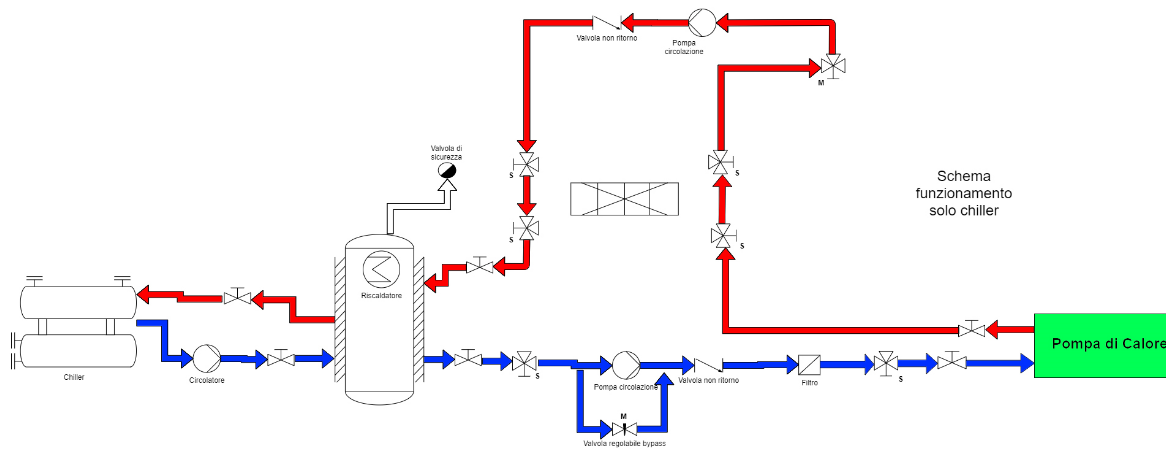 Valvola non ritorno
Pompa
circolazione
M
Valvola di
sicurezza
S
S
S
S
Schema
funzionamento
solo chiller
Riscaldatore
Chiller
Circolatore
S
Pompa circolazione
Valvola non ritorno
Filtro
S
Pompa di Calore
M
Valvola regolabile bypass